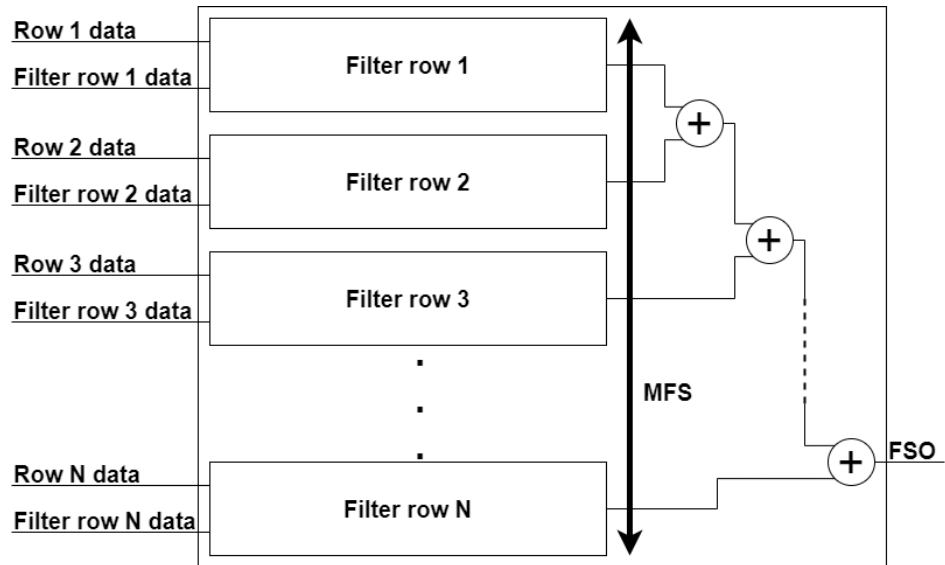 Row 1 data
Filter row 1 data
Filter row 1
+
Row 2 data
Filter row 2 data
Filter row 2
+
Row 3 data
Filter row 3 data
Filter row 3
.
.
.
MFS
Row N data
Filter row N data
Filter row N
+
FSO